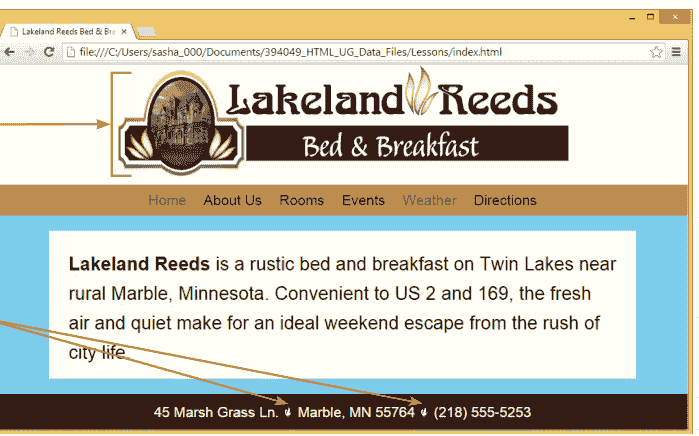 Lakeland Reeds Bed & Bre
file:///C:/Users/sasha_000/Documents/394049_HTML_UG_Data_Files/Lessons/index.html
Lakeland Reeds
Bed & Breakfast
Home About Us Rooms Events Weather Directions
Lakeland Reeds is a rustic bed and breakfast on Twin Lakes near
rural Marble, Minnesota. Convenient to US 2 and 169, the fresh
air and quiet make for an ideal weekend escape from the rush of
city life.
45 Marsh Grass Ln. Marble, MN 55764 (218) 555-5253